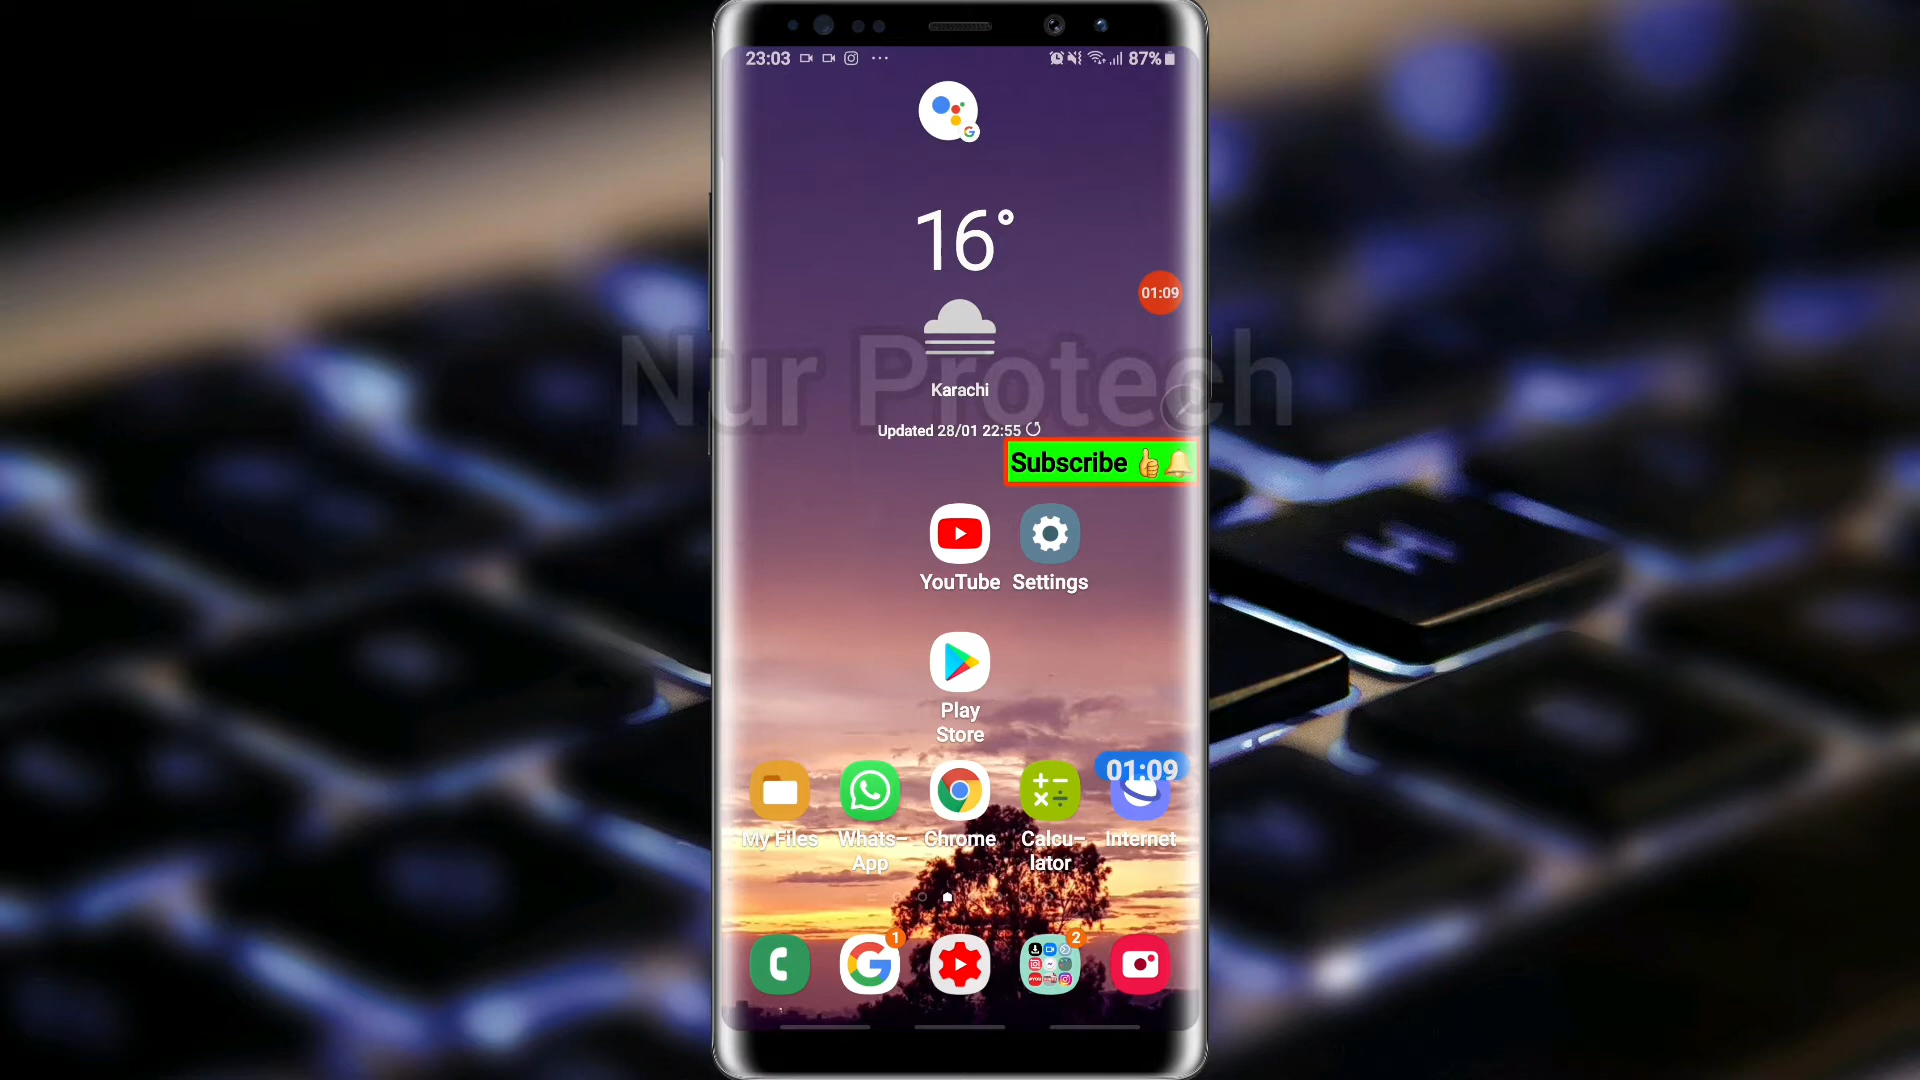 23:03
87%
16°
01:09
Nur Protech
Karachi
Updated 28/01 22:55
Subscribe 👍🔔
YouTube
Settings
Play
Store
01:09
My Files
Whats-
App
Chrome
Calcu-
lator
Internet
1
2